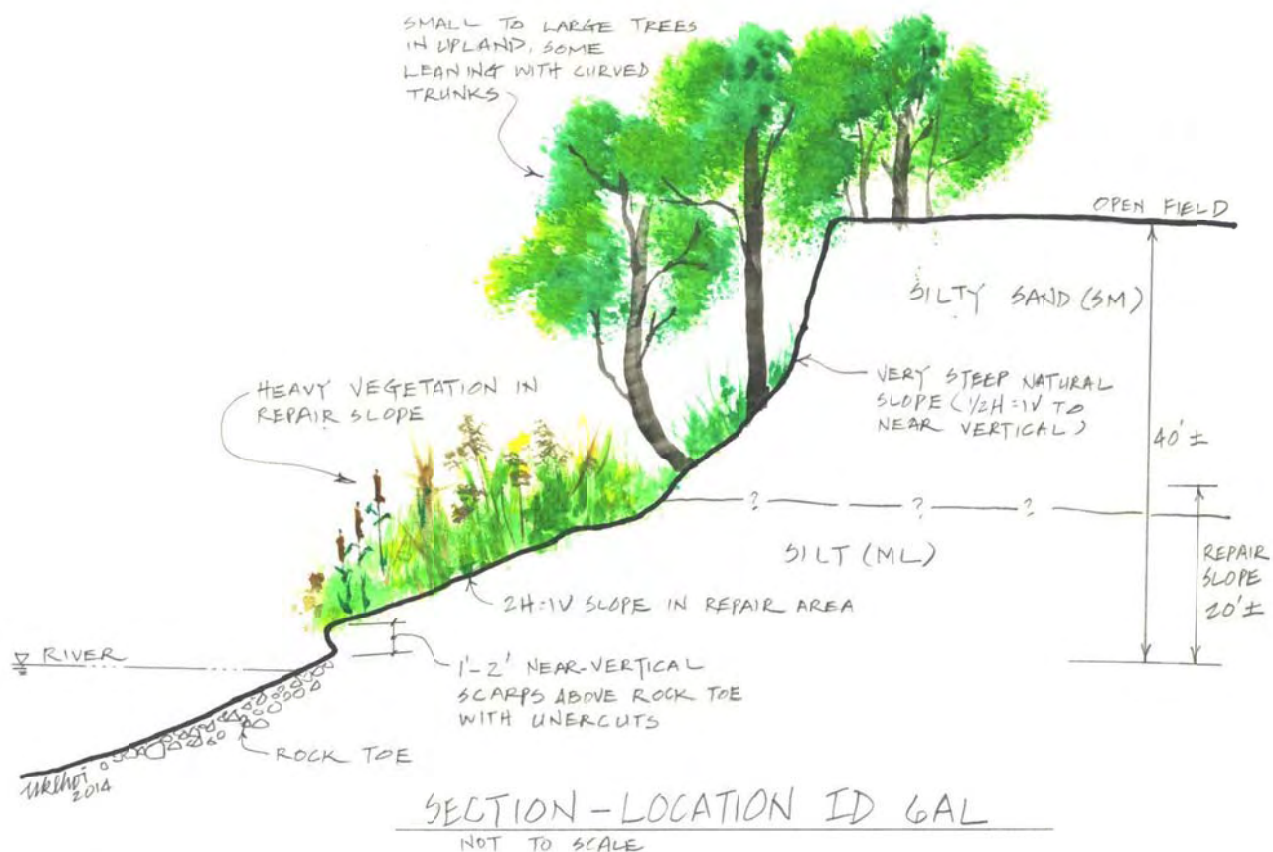 SMALL TO LARGE TREES
IN UPLAND, SOME
LEANING WITH CURVED
TRUNKS
OPEN FIELD
SILTY SAND (SM)
VERY STEEP NATURAL
SLOPE (1/2H=1V TO
NEAR VERTICAL)
40'±
HEAVY VEGETATION IN
REPAIR SLOPE
? ? ?
SILT (ML)
REPAIR
SLOPE
20'±
2H=1V SLOPE IN REPAIR AREA
RIVER
1'-2' NEAR-VERTICAL
SCARPS ABOVE ROCK TOE
WITH UNERCUTS
ROCK TOE
2014
SECTION - LOCATION ID 6AL
NOT TO SCALE